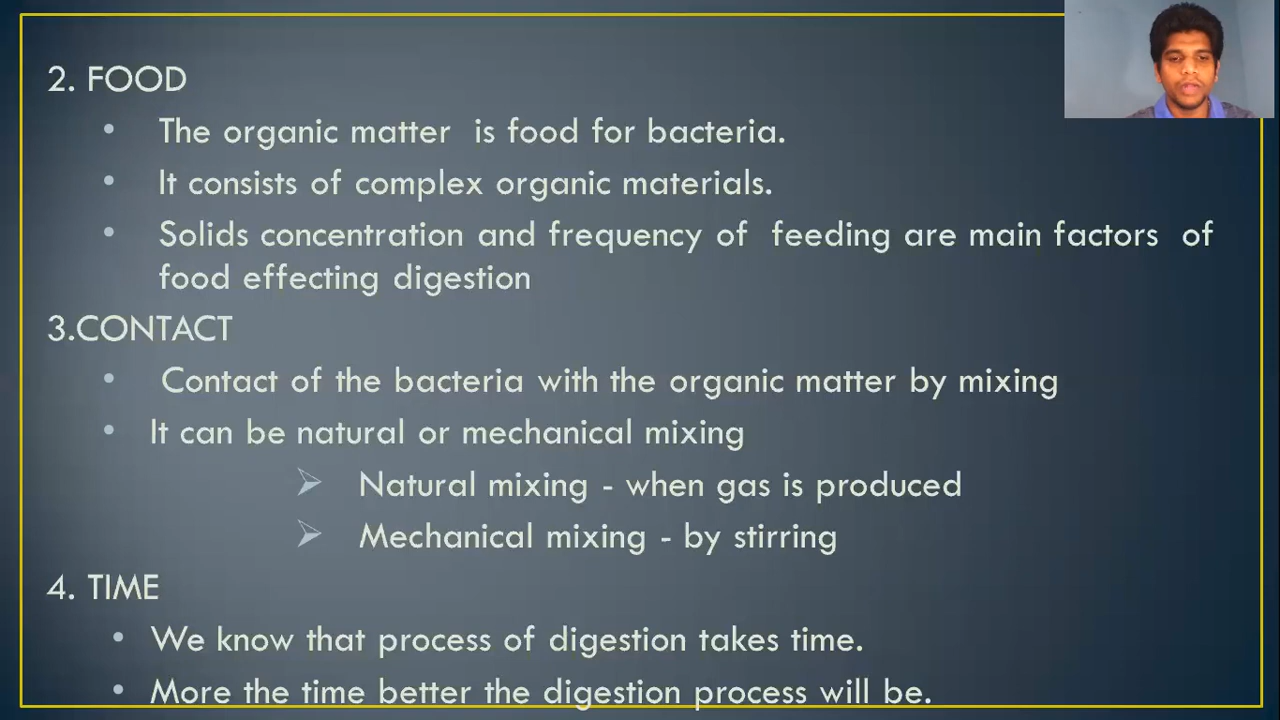 2. FOOD
• The organic matter is food for bacteria.
• It consists of complex organic materials.
• Solids concentration and frequency of feeding are main factors of
food effecting digestion
3.CONTACT
• Contact of the bacteria with the organic matter by mixing
• It can be natural or mechanical mixing
➢ Natural mixing - when gas is produced
➢ Mechanical mixing - by stirring
4. TIME
• We know that process of digestion takes time.
• More the time better the digestion process will be.